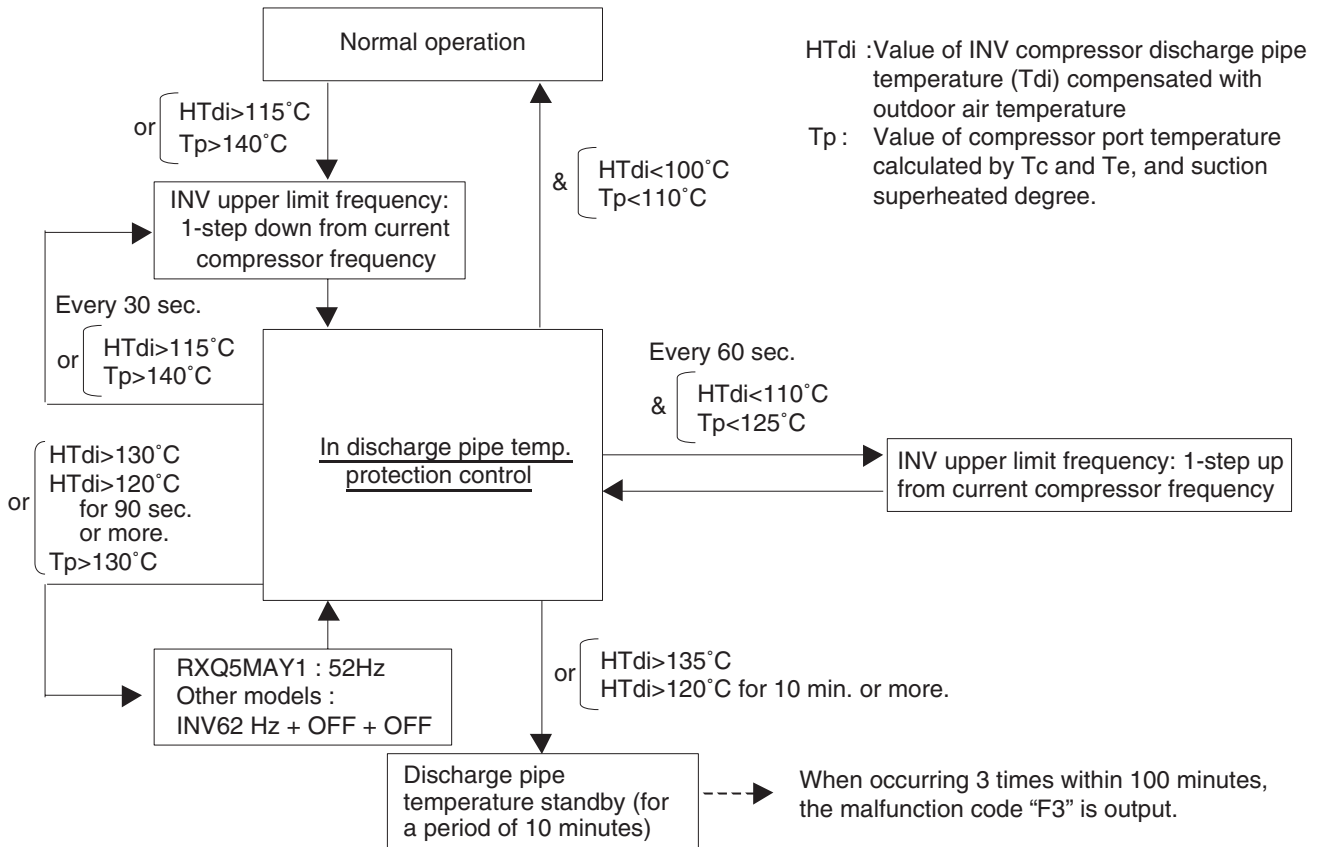 Normal operation
HTdi :Value of INV compressor discharge pipe
temperature (Tdi) compensated with
outdoor air temperature
Tp : Value of compressor port temperature
calculated by Tc and Te, and suction
superheated degree.
or
HTdi>115˚C
Tp>140˚C
&
HTdi<100˚C
Tp<110˚C
INV upper limit frequency:
1-step down from current
compressor frequency
Every 30 sec.
or
HTdi>115˚C
Tp>140˚C
Every 60 sec.
&
HTdi<110˚C
Tp<125˚C
In discharge pipe temp.
protection control
INV upper limit frequency: 1-step up
from current compressor frequency
or
HTdi>130˚C
HTdi>120˚C
for 90 sec.
or more.
Tp>130˚C
RXQ5MAY1 : 52Hz
Other models :
INV62 Hz + OFF + OFF
or
HTdi>135˚C
HTdi>120˚C for 10 min. or more.
Discharge pipe
temperature standby (for
a period of 10 minutes)
When occurring 3 times within 100 minutes,
the malfunction code “F3” is output.